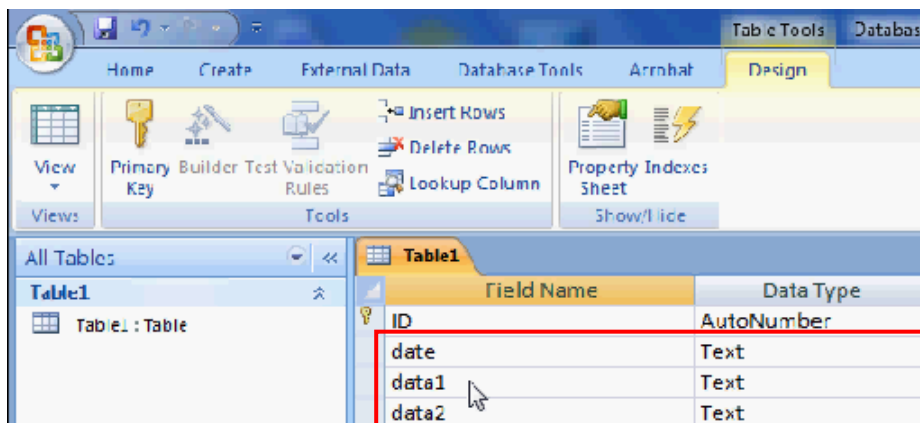 Table Tools Databas
Home Create External Data Database Tools Acrobat Design
View
Primary Key
Builder
Test Validation Rules
Insert Rows
Delete Rows
Lookup Column
Property Sheet
Indexes
Views Tools Show/Hide
All Tables
Table1
Table1 : Table
Table1
Field Name Data Type
ID AutoNumber
date Text
data1 Text
data2 Text